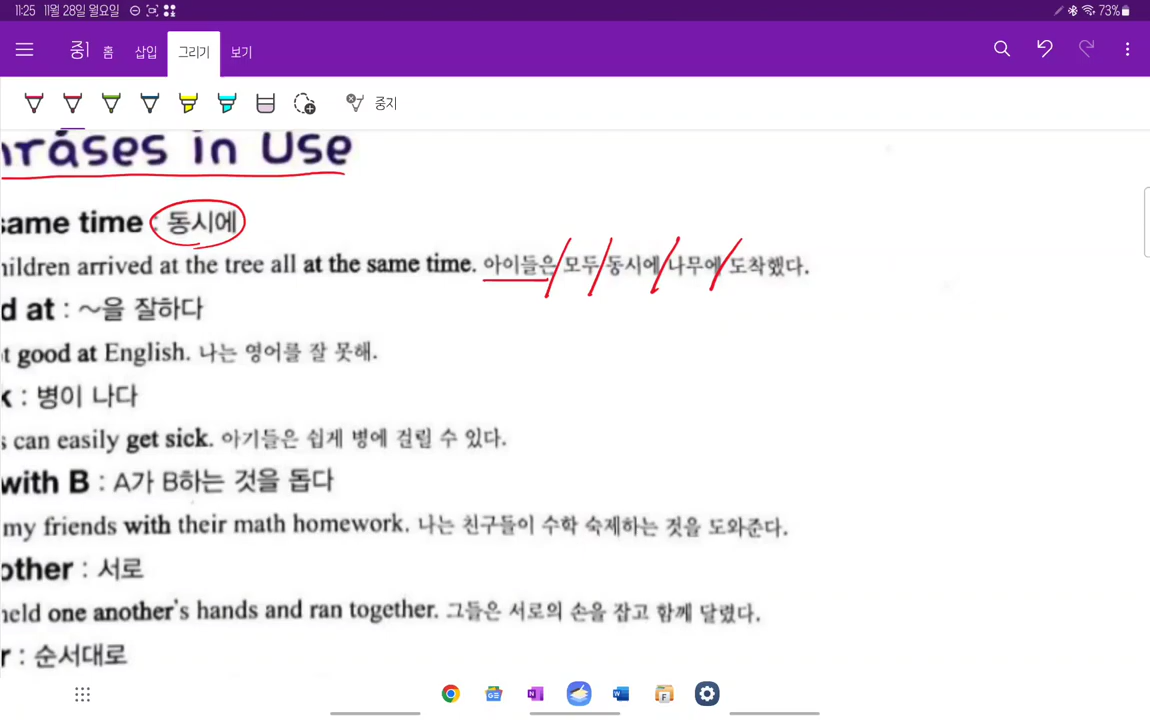 11:25 11월 28일 월요일 73%
중1 홈 삽입 그리기 보기
중지
in Use
same time : 동시에
arrived at the tree all at the same time. 아이들은 모두 동시에 나무에 도착했다.
at : ~을 잘하다
good at English. 나는 영어를 잘 못해.
: 병이 나다
can easily get sick. 아기들은 쉽게 병에 걸릴 수 있다.
with B : A가 B하는 것을 돕다
my friends with their math homework. 나는 친구들이 수학 숙제하는 것을 도와준다.
other : 서로
one another's hands and ran together. 그들은 서로의 손을 잡고 함께 달렸다.
: 순서대로